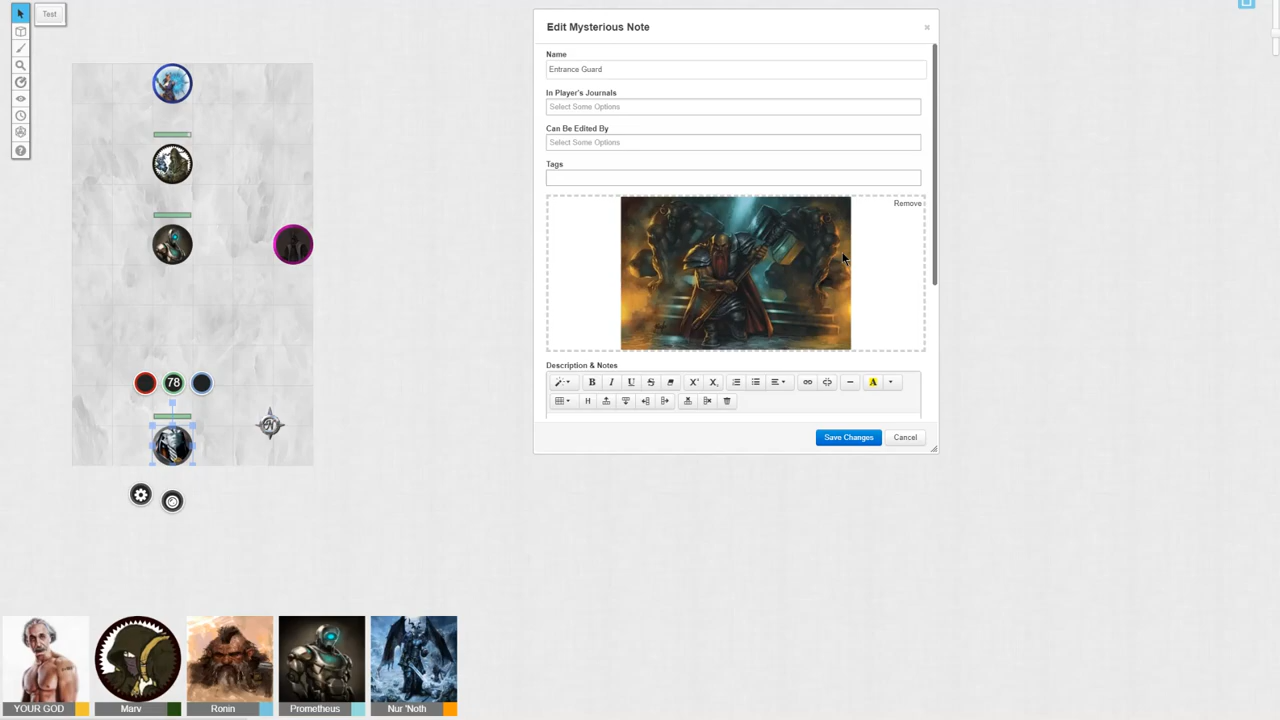 Test
Edit Mysterious Note
×
Name
Entrance Guard
In Player's Journals
Select Some Options
Can Be Edited By
Select Some Options
Tags
Remove
78
Description & Notes
B I U S X' X, A
H
Save Changes Cancel
YOUR GOD Marv Ronin Prometheus Nur 'Noth